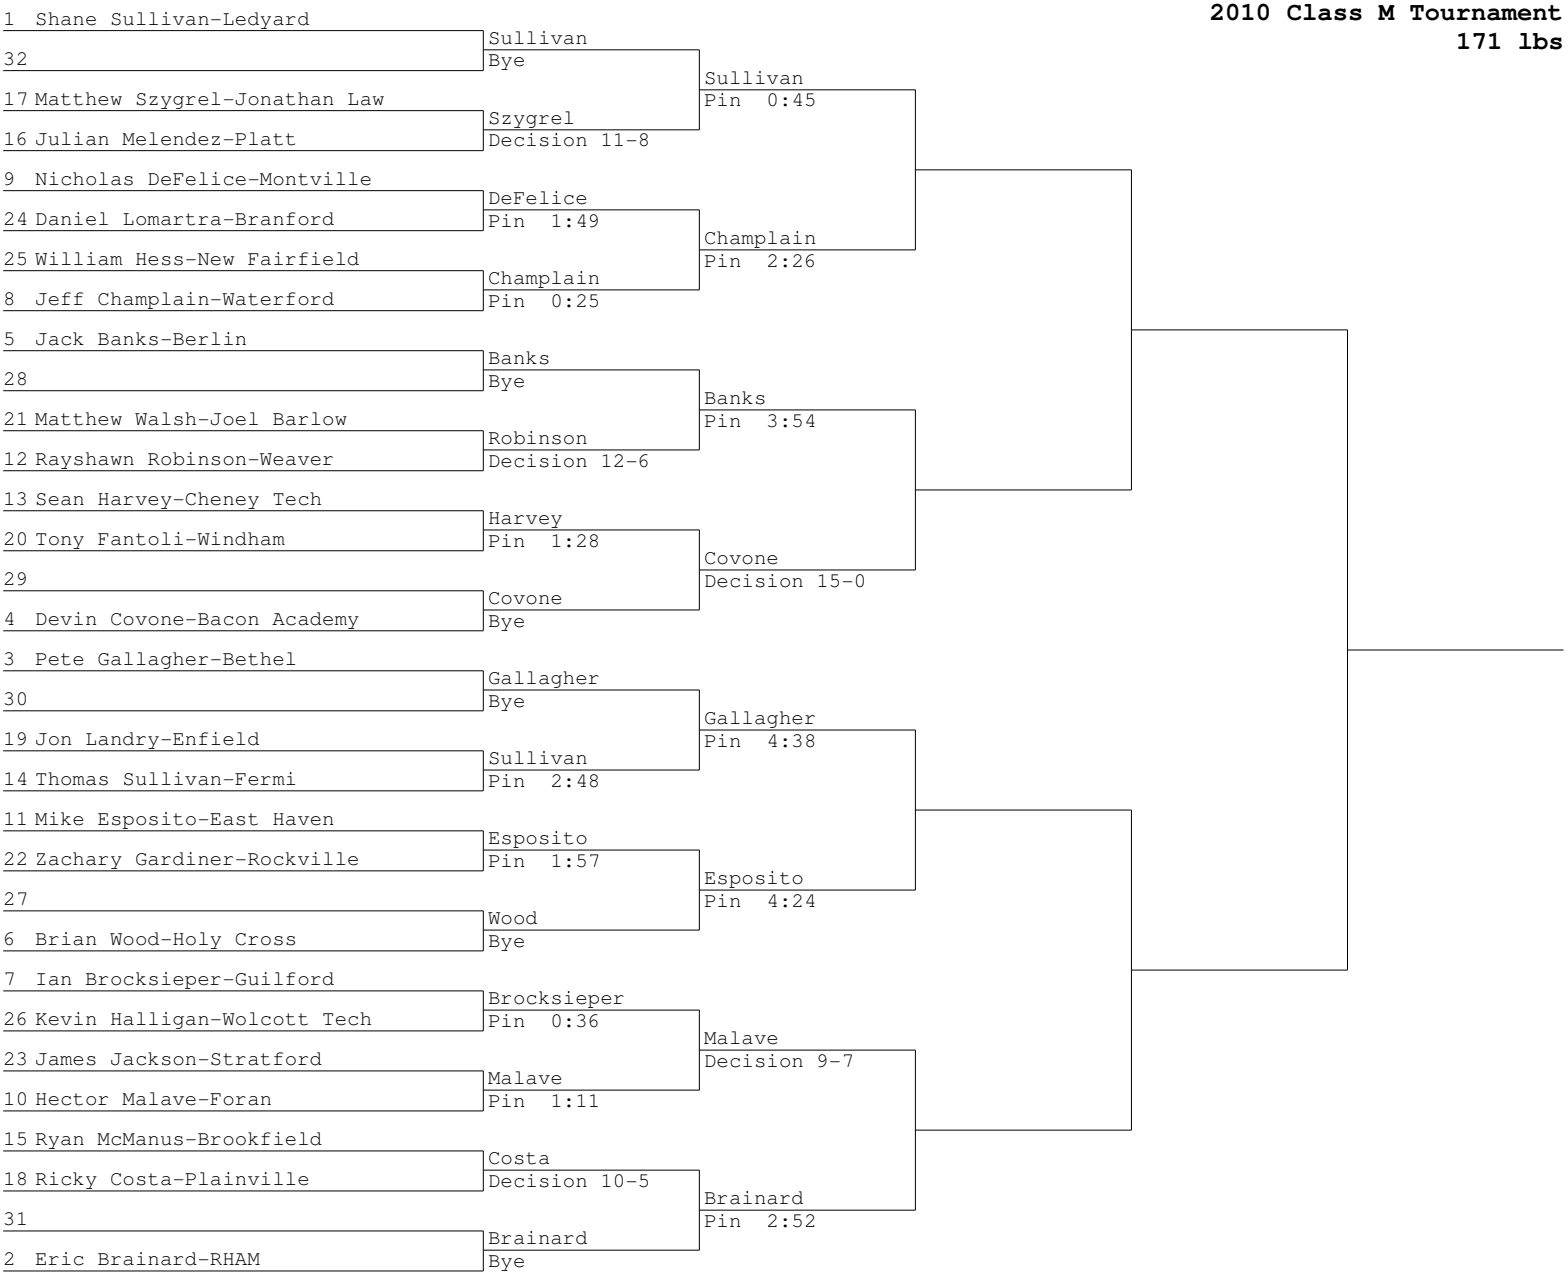 2010 Class M Tournament
171 lbs
1 Shane Sullivan-Ledyard
32
17 Matthew Szygrel-Jonathan Law
16 Julian Melendez-Platt
9 Nicholas DeFelice-Montville
24 Daniel Lomartra-Branford
25 William Hess-New Fairfield
8 Jeff Champlain-Waterford
5 Jack Banks-Berlin
28
21 Matthew Walsh-Joel Barlow
12 Rayshawn Robinson-Weaver
13 Sean Harvey-Cheney Tech
20 Tony Fantoli-Windham
29
4 Devin Covone-Bacon Academy
3 Pete Gallagher-Bethel
30
19 Jon Landry-Enfield
14 Thomas Sullivan-Fermi
11 Mike Esposito-East Haven
22 Zachary Gardiner-Rockville
27
6 Brian Wood-Holy Cross
7 Ian Brocksieper-Guilford
26 Kevin Halligan-Wolcott Tech
23 James Jackson-Stratford
10 Hector Malave-Foran
15 Ryan McManus-Brookfield
18 Ricky Costa-Plainville
31
2 Eric Brainard-RHAM
Sullivan
Bye
Szygrel
Decision 11-8
DeFelice
Pin 1:49
Champlain
Pin 0:25
Banks
Bye
Robinson
Decision 12-6
Harvey
Pin 1:28
Covone
Bye
Gallagher
Bye
Sullivan
Pin 2:48
Esposito
Pin 1:57
Wood
Bye
Brocksieper
Pin 0:36
Malave
Pin 1:11
Costa
Decision 10-5
Brainard
Bye
Sullivan
Pin 0:45
Champlain
Pin 2:26
Banks
Pin 3:54
Covone
Decision 15-0
Gallagher
Pin 4:38
Esposito
Pin 4:24
Malave
Decision 9-7
Brainard
Pin 2:52